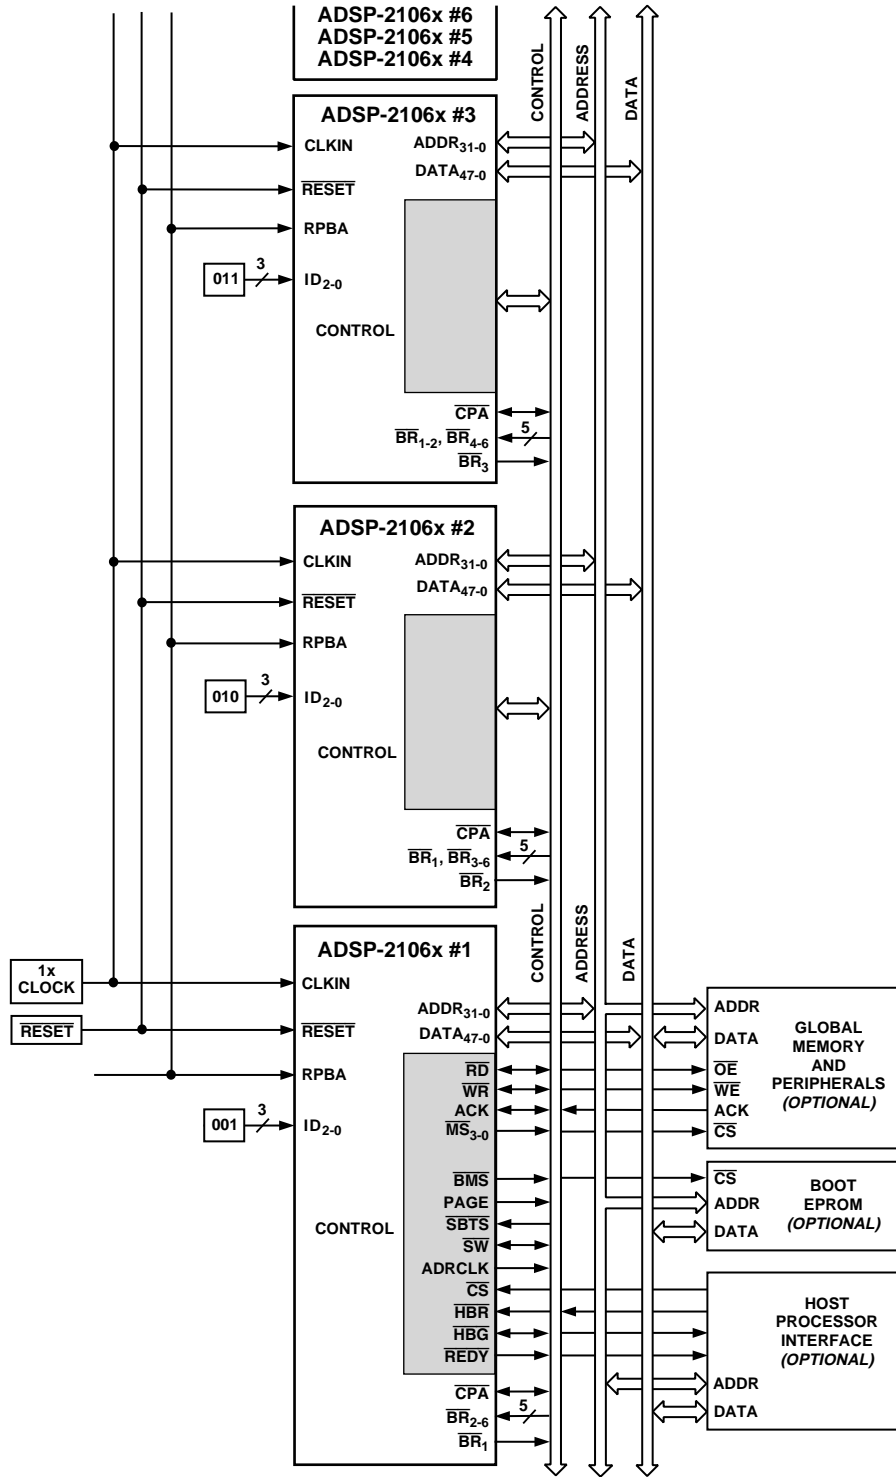 ADSP-2106x #6
ADSP-2106x #5
ADSP-2106x #4
CONTROL
ADDRESS
DATA
ADSP-2106x #3
CLKIN
ADDR31-0
DATA47-0
RESET
RPBA
011
3
ID2-0
CONTROL
CPA
BR1-2, BR4-6
5
BR3
ADSP-2106x #2
CLKIN
ADDR31-0
DATA47-0
RESET
RPBA
010
3
ID2-0
CONTROL
CPA
BR1, BR3-6
5
BR2
CONTROL
ADDRESS
DATA
ADSP-2106x #1
1x
CLOCK
CLKIN
RESET
RESET
RPBA
001
3
ID2-0
CONTROL
ADDR31-0
DATA47-0
RD
WR
ACK
MS3-0
BMS
PAGE
SBTS
SW
ADRCLK
CS
HBR
HBG
REDY
CPA
BR2-6
5
BR1
ADDR
DATA
OE
WE
ACK
CS
GLOBAL
MEMORY
AND
PERIPHERALS
(OPTIONAL)
CS
ADDR
DATA
BOOT
EPROM
(OPTIONAL)
HOST
PROCESSOR
INTERFACE
(OPTIONAL)
ADDR
DATA